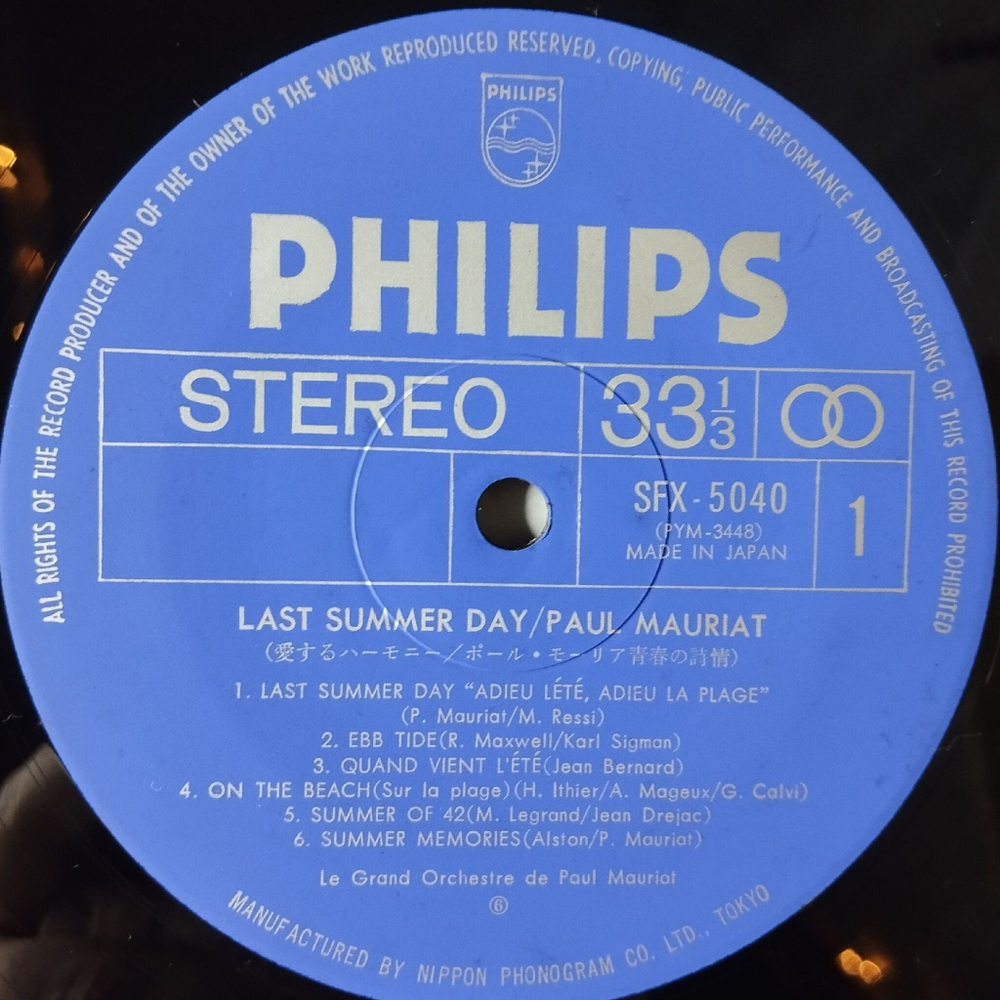 ALL RIGHTS OF THE RECORD PRODUCER AND OF THE OWNER OF THE WORK REPRODUCED RESERVED. COPYING, PUBLIC PERFORMANCE AND BROADCASTING OF THIS RECORD PROHIBITED
PHILIPS
PHILIPS
STEREO 33 1/3
SFX-5040 1
(PYM-3448)
MADE IN JAPAN
LAST SUMMER DAY/PAUL MAURIAT
(愛するハーモニー/ポール・モーリア青春の詩情)
1. LAST SUMMER DAY “ADIEU LÉTÉ, ADIEU LA PLAGE”
(P. Mauriat/M. Ressi)
2. EBB TIDE(R. Maxwell/Karl Sigman)
3. QUAND VIENT L'ÉTÉ(Jean Bernard)
4. ON THE BEACH(Sur la plage)(H. Ithier/A. Mageux/G. Calvi)
5. SUMMER OF 42(M. Legrand/Jean Drejac)
6. SUMMER MEMORIES(Alston/P. Mauriat)
Le Grand Orchestre de Paul Mauriat
⑥
MANUFACTURED BY NIPPON PHONOGRAM CO. LTD., TOKYO